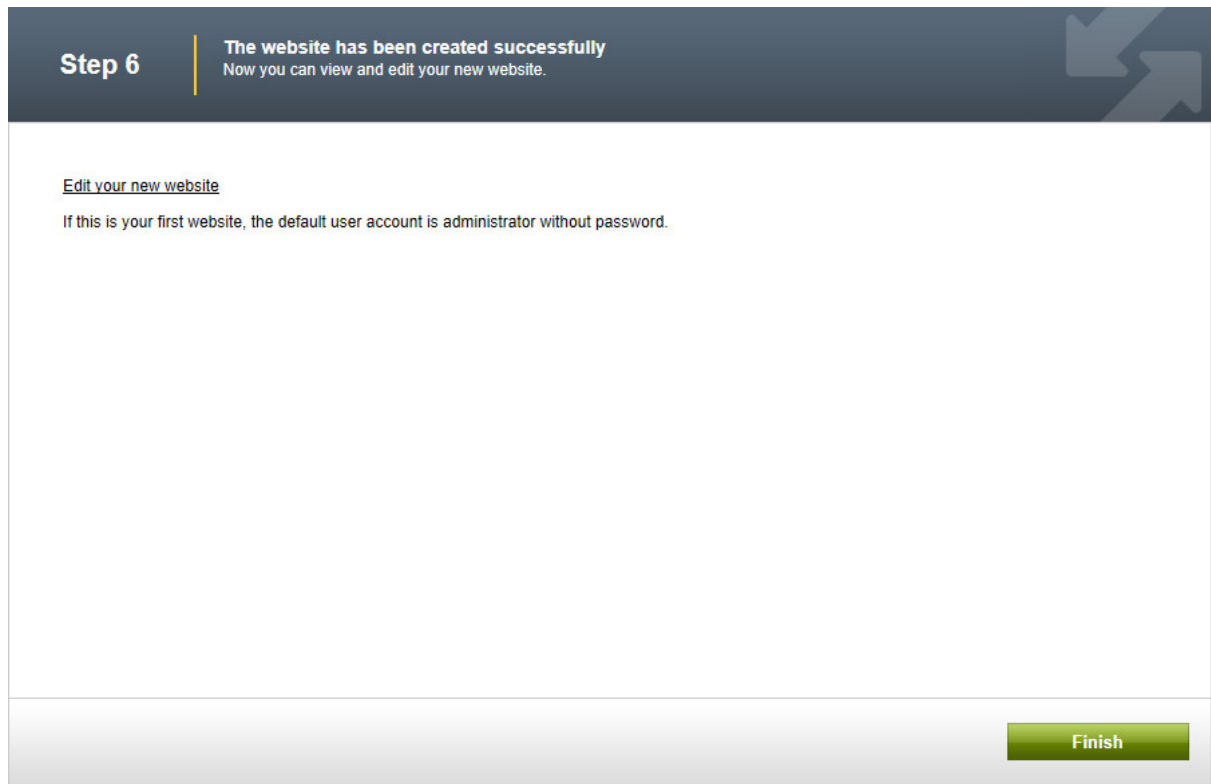 Step 6
The website has been created successfully
Now you can view and edit your new website.
Edit your new website
If this is your first website, the default user account is administrator without password.
Finish